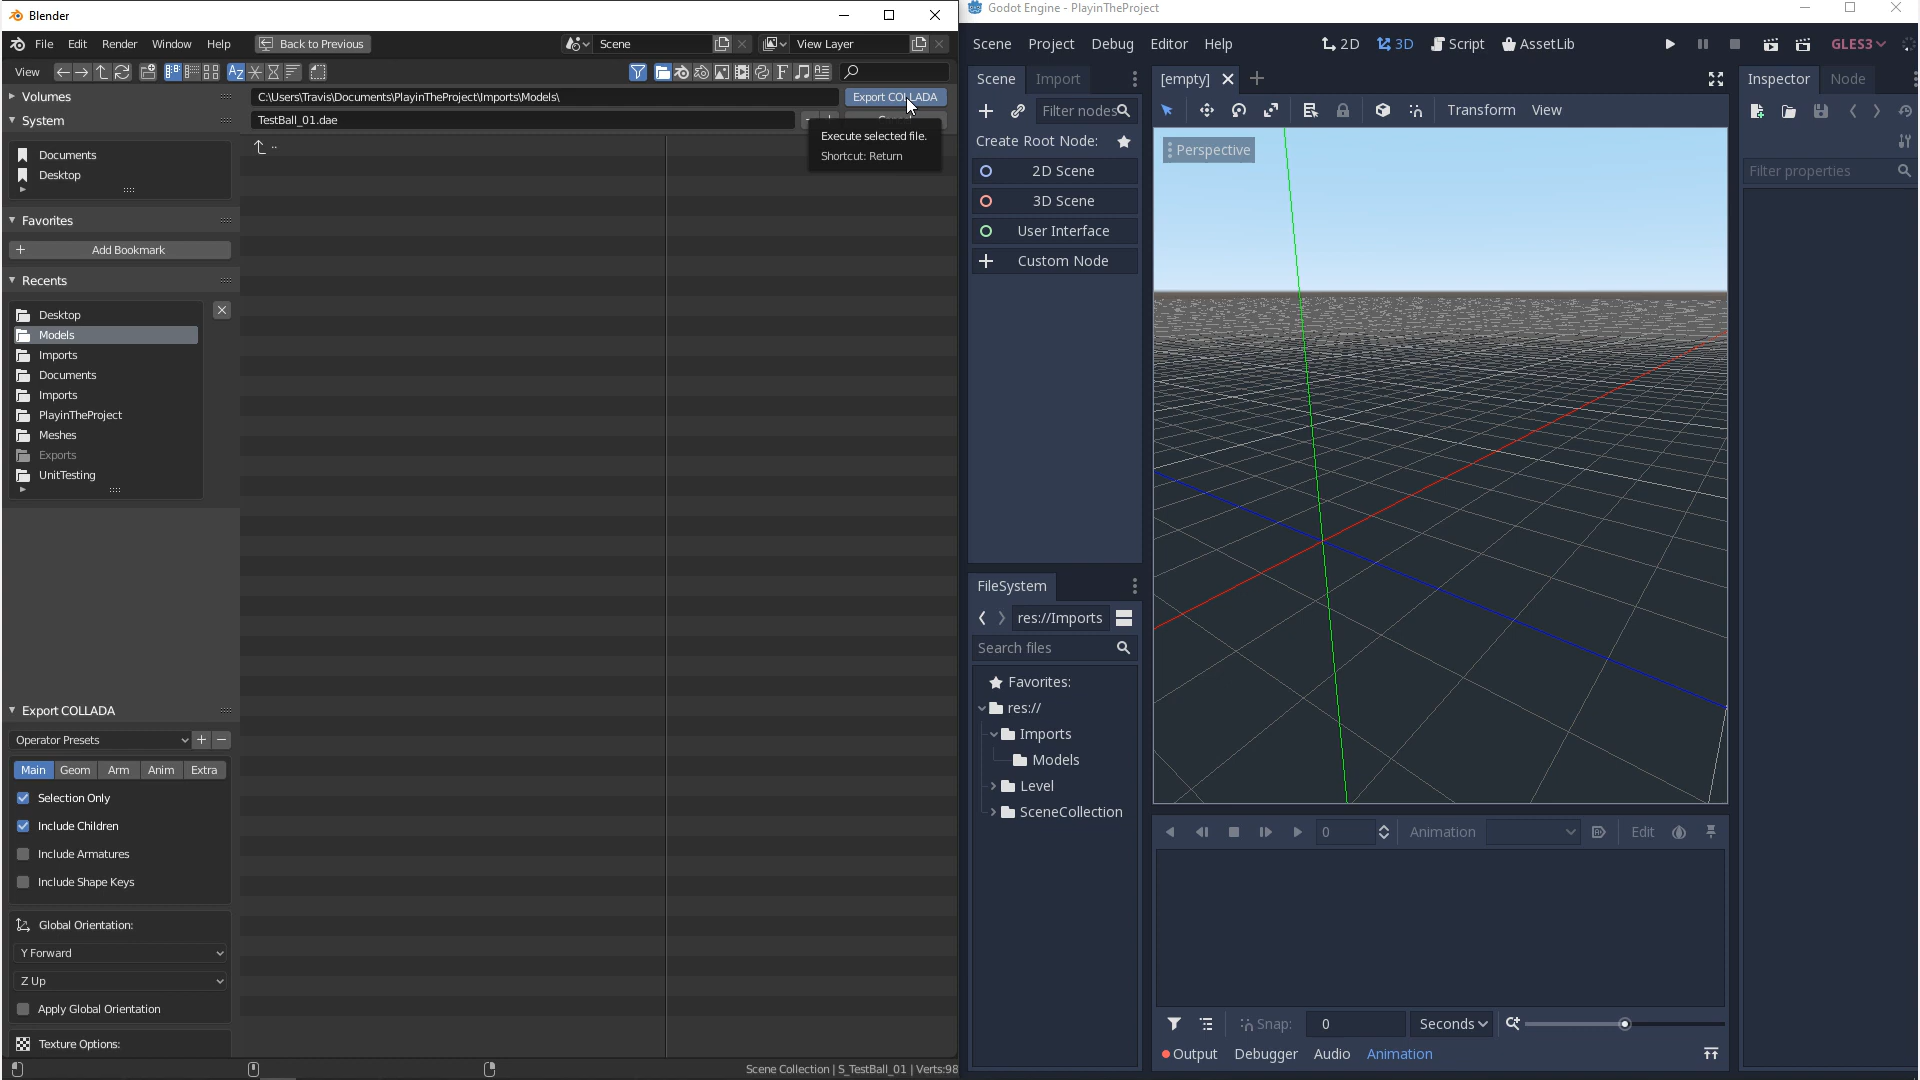 Blender
File Edit Render Window Help Back to Previous Scene View Layer
View
Volumes
C:\Users\Travis\Documents\PlayinTheProject\Imports\Models\ Export COLLADA
System
TestBall_01.dae
Execute selected file.
Shortcut: Return
..
Documents
Desktop
Favorites
Add Bookmark
Recents
Desktop
Models
Imports
Documents
Imports
PlayinTheProject
Meshes
Exports
UnitTesting
Export COLLADA
Operator Presets
Main Geom Arm Anim Extra
Selection Only
Include Children
Include Armatures
Include Shape Keys
Global Orientation:
Y Forward
Z Up
Apply Global Orientation
Texture Options:
Scene Collection | S_TestBall_01 | Verts:98
Godot Engine - PlayinTheProject
Scene Project Debug Editor Help 2D 3D Script AssetLib GLES3
Scene Import
Filter nodes
Create Root Node:
2D Scene
3D Scene
User Interface
Custom Node
FileSystem
res://Imports
Search files
Favorites:
res://
Imports
Models
Level
SceneCollection
[empty]
Transform View
Perspective
0 Animation Edit
Snap: 0 Seconds
Output Debugger Audio Animation
Inspector Node
Filter properties